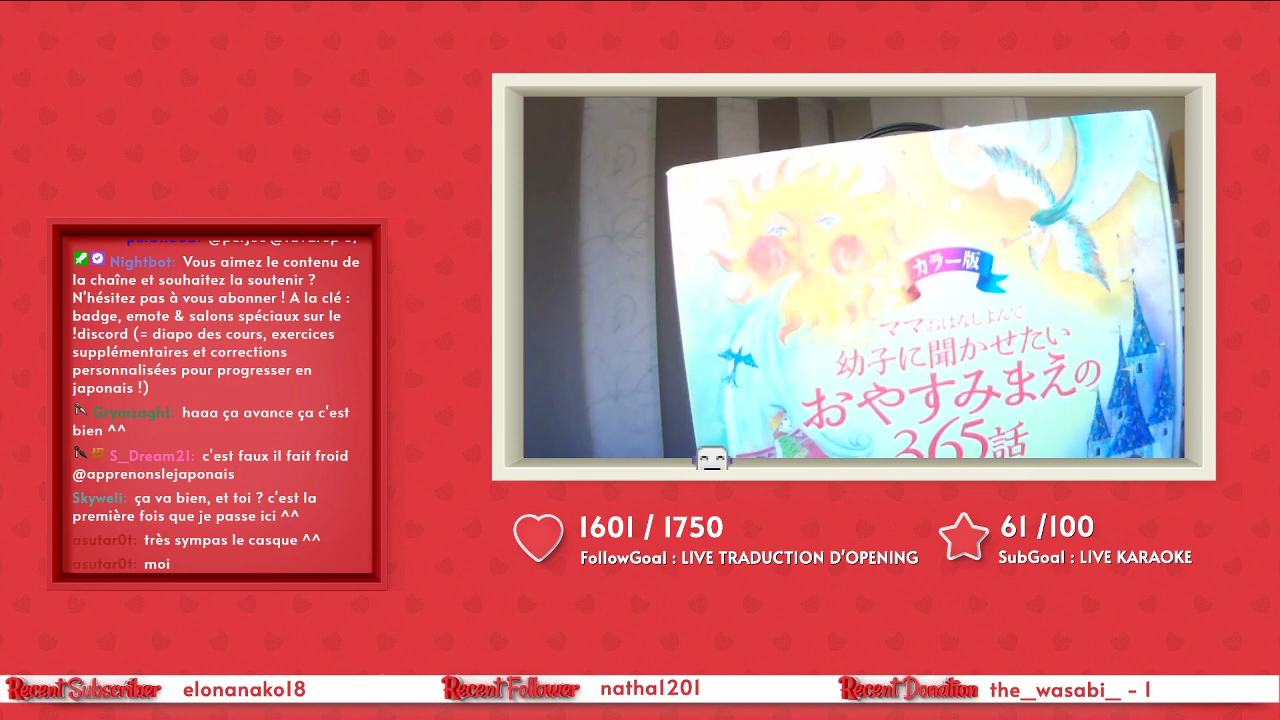 Nightbot: Vous aimez le contenu de
la chaîne et souhaitez la soutenir ?
N'hésitez pas à vous abonner ! A la clé :
badge, emote & salons spéciaux sur le
!discord (= diapo des cours, exercices
supplémentaires et corrections
personnalisées pour progresser en
japonais !)
Grymzagh1: haaa ça avance ça c'est
bien ^^
S_Dream21: c'est faux il fait froid
@apprenonslejaponais
Skyweli: ça va bien, et toi ? c'est la
première fois que je passe ici ^^
asutar0t: très sympas le casque ^^
asutar0t: moi
カラー版
ママおはなしよんで
幼子に聞かせたい
おやすみまえの
365話
1601 / 1750
FollowGoal : LIVE TRADUCTION D'OPENING
61 /100
SubGoal : LIVE KARAOKE
Recent Subscriber elonanako18
Recent Follower natha1201
Recent Donation the_wasabi_ - 1